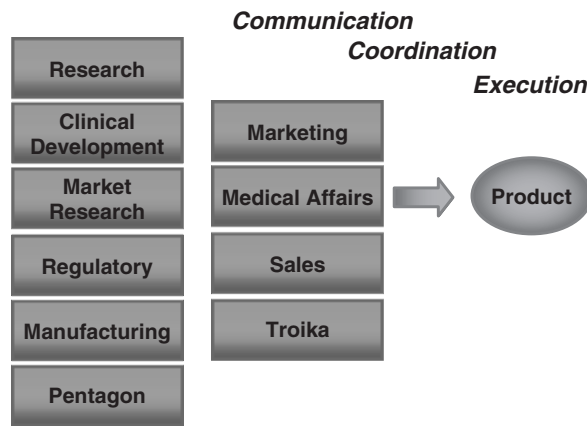 Communication
Coordination
Execution
Research
Clinical
Development
Market
Research
Regulatory
Manufacturing
Pentagon
Marketing
Medical Affairs
Sales
Troika
Product